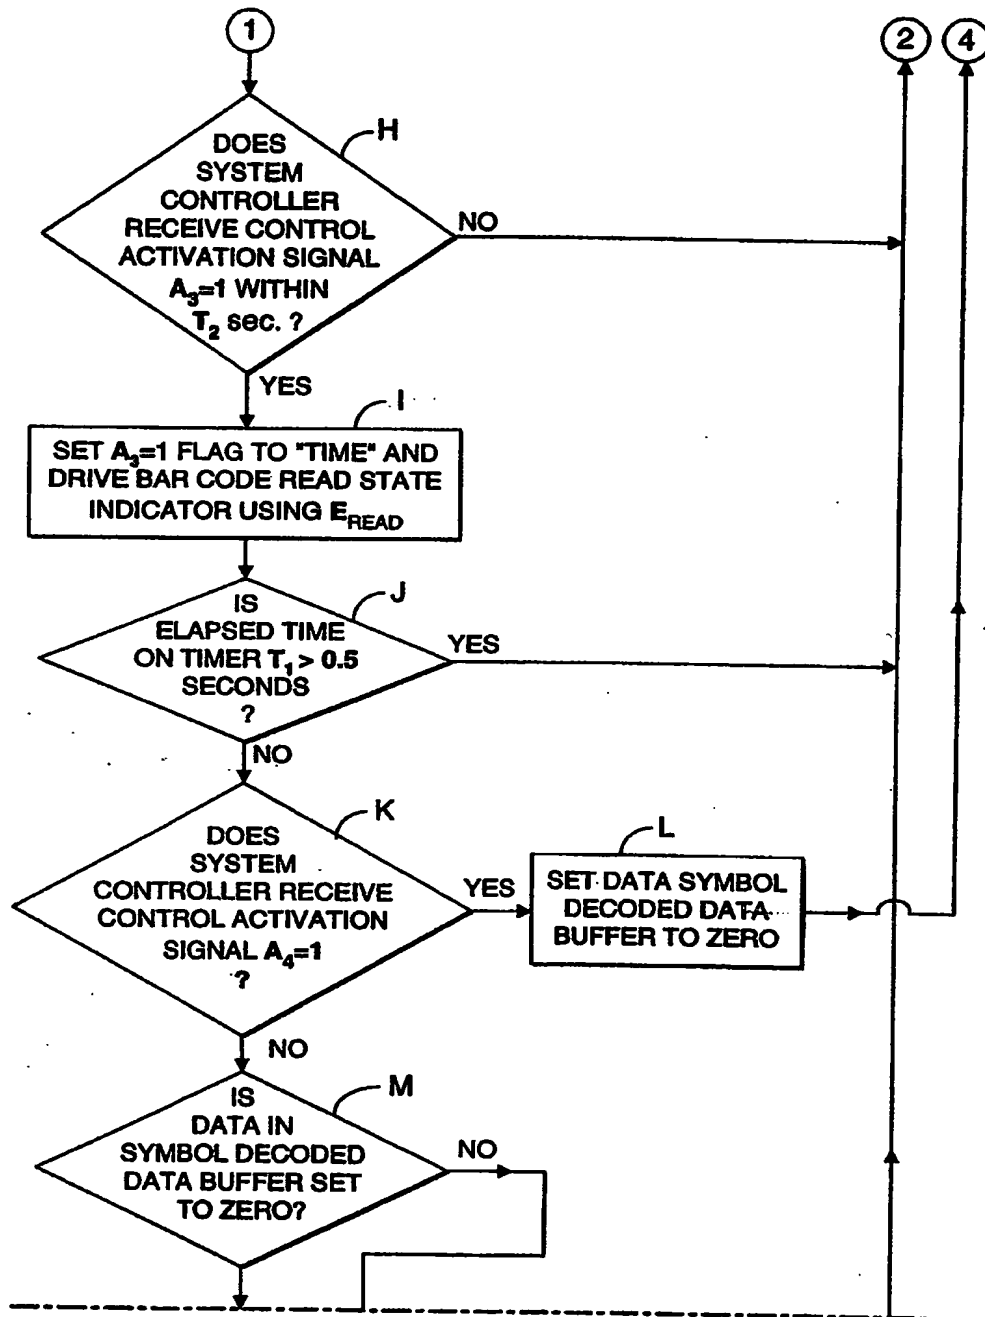 1
2
4
H
DOES
SYSTEM
CONTROLLER
RECEIVE CONTROL
ACTIVATION SIGNAL
A₃=1 WITHIN
T₂ sec. ?
NO
YES
I
SET A₃=1 FLAG TO "TIME" AND
DRIVE BAR CODE READ STATE
INDICATOR USING E_READ
J
IS
ELAPSED TIME
ON TIMER T₁ > 0.5
SECONDS
?
YES
NO
K
DOES
SYSTEM
CONTROLLER RECEIVE
CONTROL ACTIVATION
SIGNAL A₄=1
?
YES
L
SET DATA SYMBOL
DECODED DATA
BUFFER TO ZERO
NO
M
IS
DATA IN
SYMBOL DECODED
DATA BUFFER SET
TO ZERO?
NO